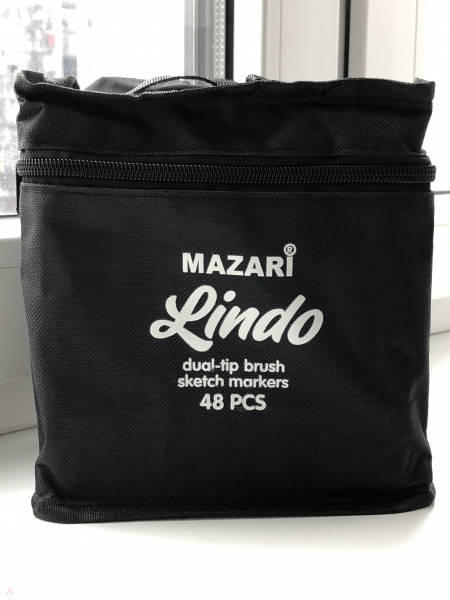 MAZARi®
Lindo
dual-tip brush
sketch markers
48 PCS